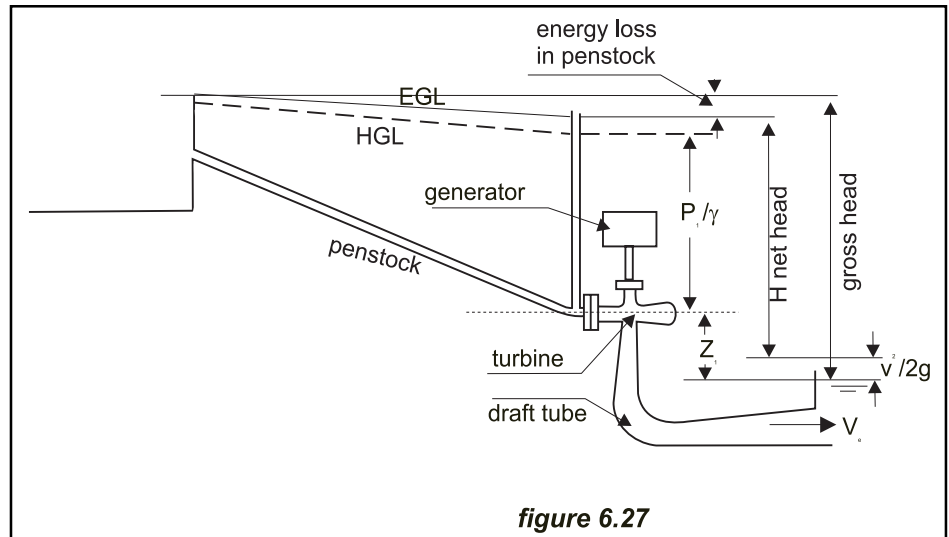 energy loss
in penstock
EGL
HGL
generator
P₁/γ
H net head
gross head
penstock
turbine
Z₁
v²/2g
draft tube
Vₑ
figure 6.27